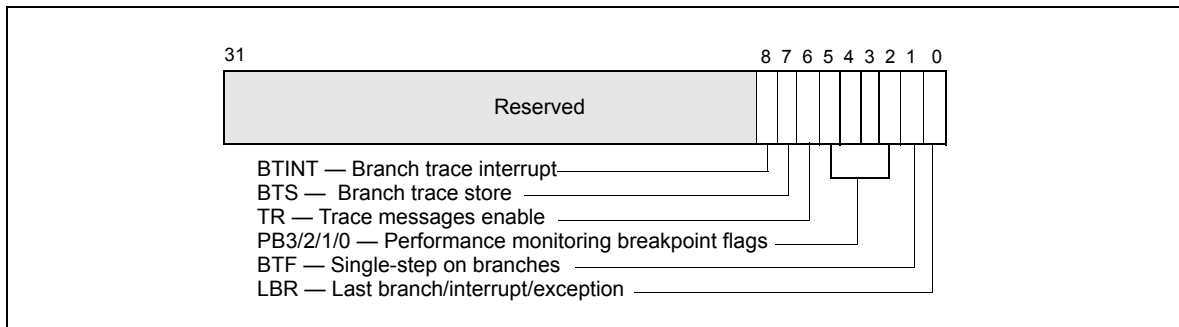 31 8 7 6 5 4 3 2 1 0
Reserved
BTINT — Branch trace interrupt
BTS — Branch trace store
TR — Trace messages enable
PB3/2/1/0 — Performance monitoring breakpoint flags
BTF — Single-step on branches
LBR — Last branch/interrupt/exception